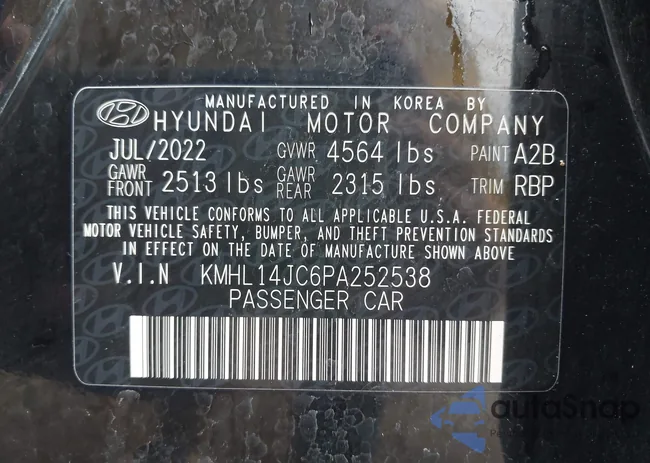 MANUFACTURED IN KOREA BY
HYUNDAI MOTOR COMPANY
JUL/2022 GVWR 4564 lbs PAINT A2B
GAWR FRONT 2513 lbs GAWR REAR 2315 lbs TRIM RBP
THIS VEHICLE CONFORMS TO ALL APPLICABLE U.S.A. FEDERAL
MOTOR VEHICLE SAFETY, BUMPER, AND THEFT PREVENTION STANDARDS
IN EFFECT ON THE DATE OF MANUFACTURE SHOWN ABOVE
V.I.N KMHL14JC6PA252538
PASSENGER CAR
autoSnap